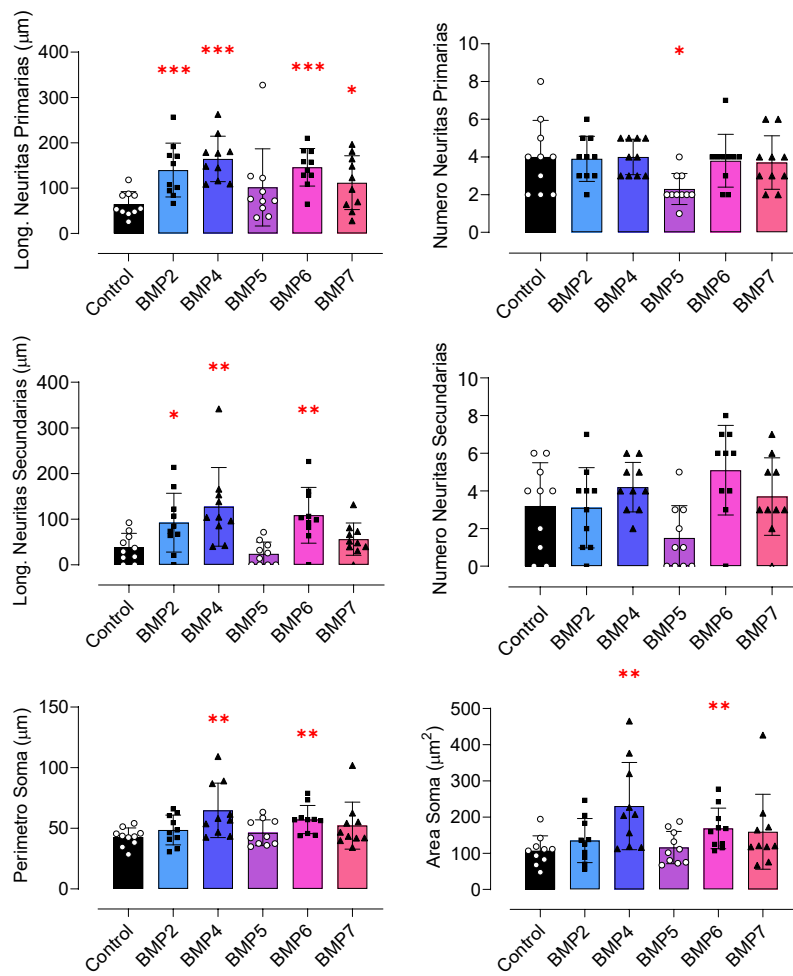 Long. Neuritas Primarias (µm)
400
300
200
100
0
***
***
***
*
Control
BMP2
BMP4
BMP5
BMP6
BMP7
Numero Neuritas Primarias
10
8
6
4
2
0
*
Control
BMP2
BMP4
BMP5
BMP6
BMP7
Long. Neuritas Secundarias (µm)
400
300
200
100
0
*
**
**
Control
BMP2
BMP4
BMP5
BMP6
BMP7
Numero Neuritas Secundarias
10
8
6
4
2
0
Control
BMP2
BMP4
BMP5
BMP6
BMP7
Perimetro Soma (µm)
150
100
50
0
**
**
Control
BMP2
BMP4
BMP5
BMP6
BMP7
Area Soma (µm²)
500
400
300
200
100
0
**
**
Control
BMP2
BMP4
BMP5
BMP6
BMP7